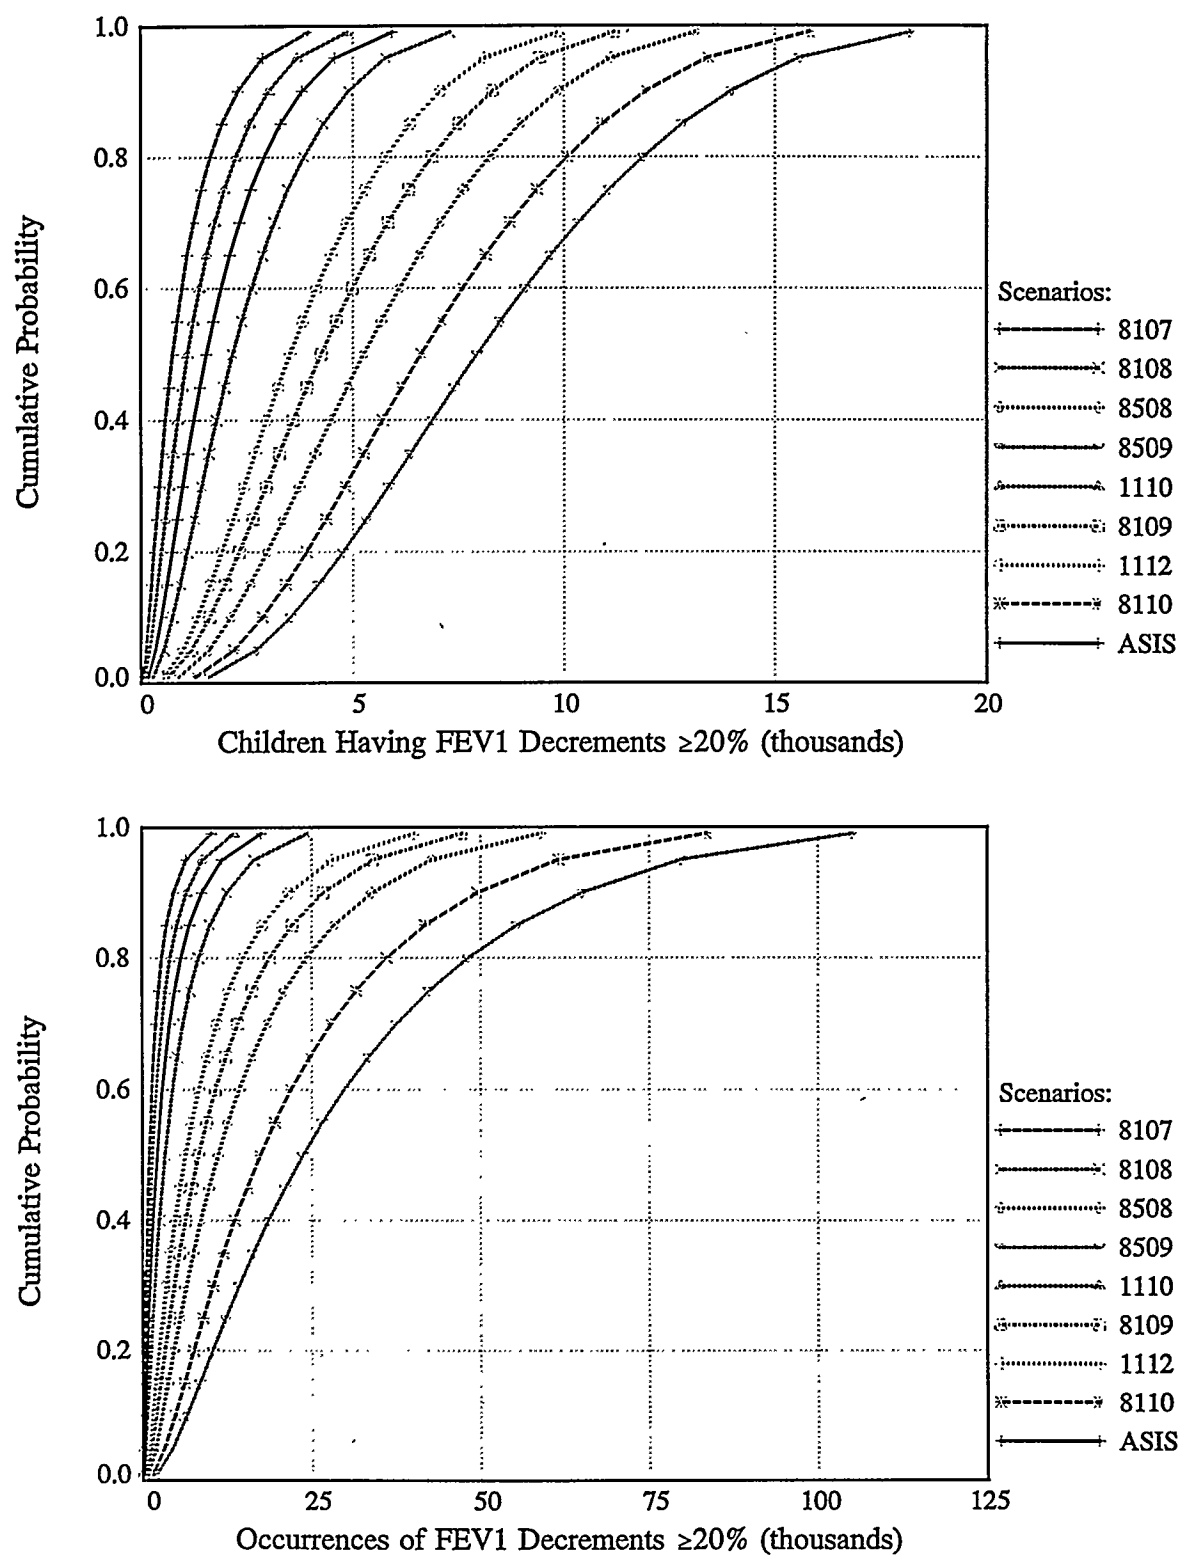 1.0
0.8
0.6
0.4
0.2
0.0
Cumulative Probability
0 5 10 15 20
Children Having FEV1 Decrements ≥20% (thousands)
Scenarios:
8107
8108
8508
8509
1110
8109
1112
8110
ASIS
1.0
0.8
0.6
0.4
0.2
0.0
Cumulative Probability
0 25 50 75 100 125
Occurrences of FEV1 Decrements ≥20% (thousands)
Scenarios:
8107
8108
8508
8509
1110
8109
1112
8110
ASIS